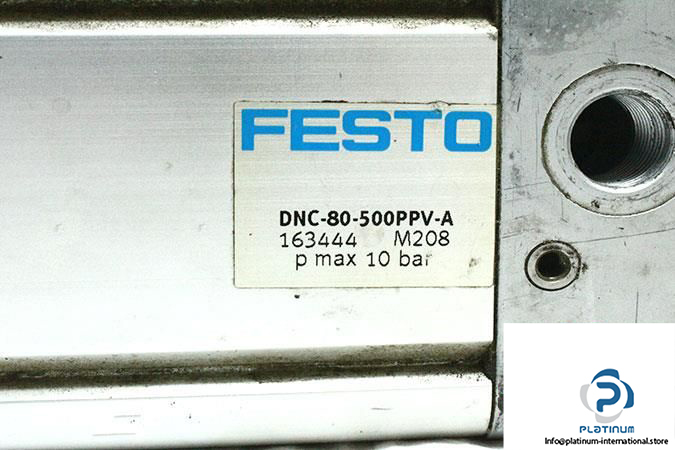 FESTO
DNC-80-500PPV-A
163444 M208
p max 10 bar
PLATINUM
Info@platinum-international.store